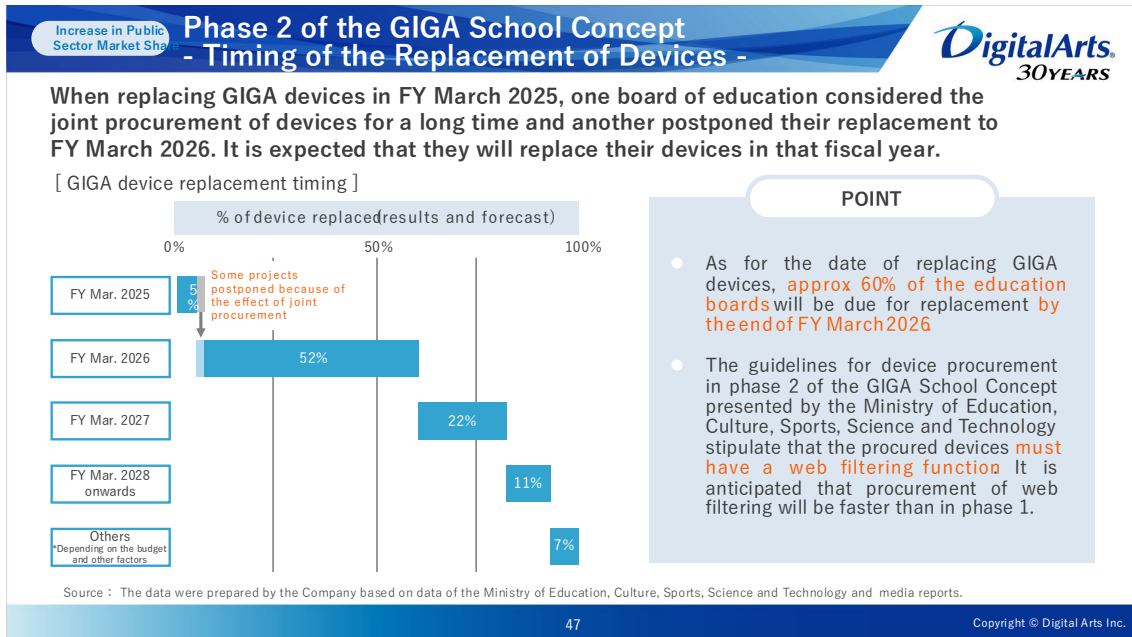 Increase in Public
Sector Market Share
Phase 2 of the GIGA School Concept
- Timing of the Replacement of Devices -
DigitalArts®
30YEARS
When replacing GIGA devices in FY March 2025, one board of education considered the
joint procurement of devices for a long time and another postponed their replacement to
FY March 2026. It is expected that they will replace their devices in that fiscal year.
[ GIGA device replacement timing ]
% of device replaced(results and forecast)
0% 50% 100%
FY Mar. 2025
5
%
Some projects
postponed because of
the effect of joint
procurement
FY Mar. 2026
52%
FY Mar. 2027
22%
FY Mar. 2028
onwards
11%
Others
*Depending on the budget
and other factors
7%
POINT
As for the date of replacing GIGA
devices, approx. 60% of the education
boards will be due for replacement by
the end of FY March 2026.
The guidelines for device procurement
in phase 2 of the GIGA School Concept
presented by the Ministry of Education,
Culture, Sports, Science and Technology
stipulate that the procured devices must
have a web filtering function. It is
anticipated that procurement of web
filtering will be faster than in phase 1.
Source： The data were prepared by the Company based on data of the Ministry of Education, Culture, Sports, Science and Technology and media reports.
47
Copyright © Digital Arts Inc.